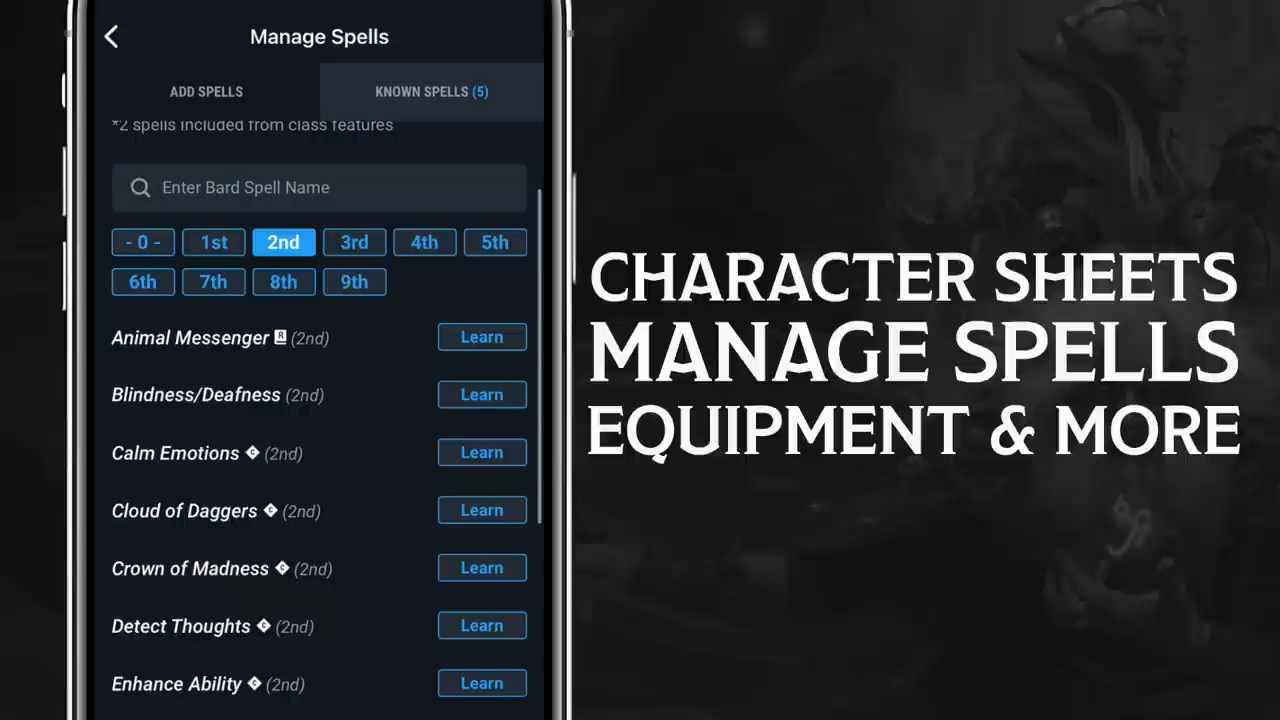 Manage Spells
ADD SPELLS KNOWN SPELLS (5)
*2 spells included from class features
Enter Bard Spell Name
- 0 - 1st 2nd 3rd 4th 5th
6th 7th 8th 9th
Animal Messenger R (2nd) Learn
Blindness/Deafness (2nd) Learn
Calm Emotions C (2nd) Learn
Cloud of Daggers C (2nd) Learn
Crown of Madness C (2nd) Learn
Detect Thoughts C (2nd) Learn
Enhance Ability C (2nd) Learn
CHARACTER SHEETS
MANAGE SPELLS
EQUIPMENT & MORE